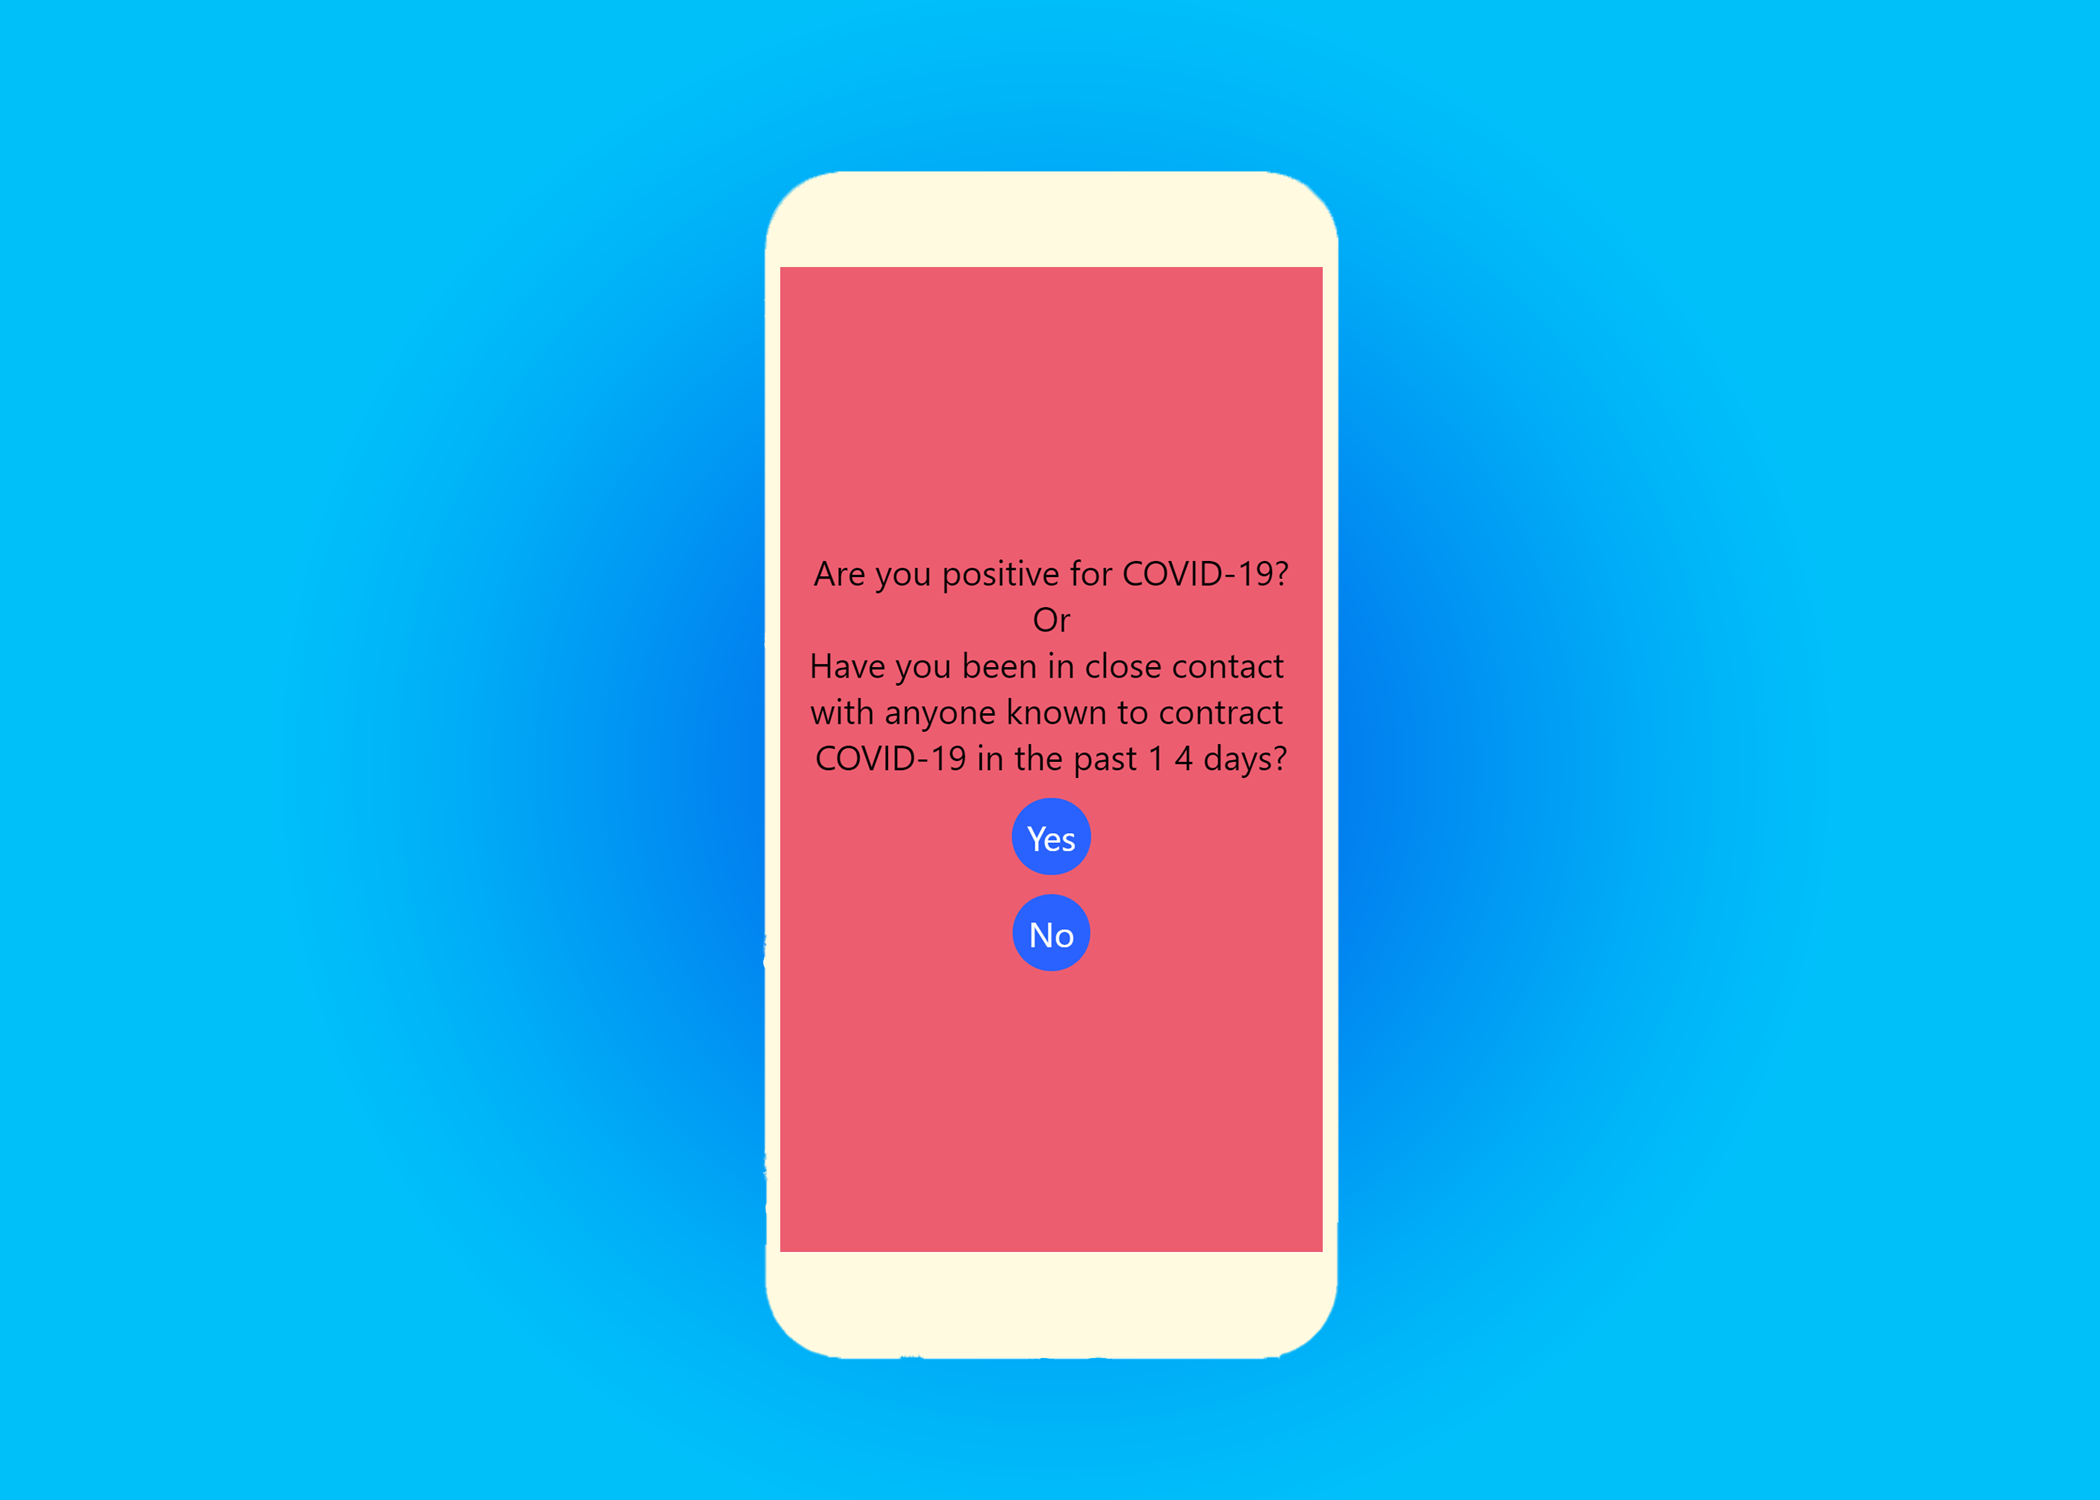 Are you positive for COVID-19?
Or
Have you been in close contact
with anyone known to contract
COVID-19 in the past 1 4 days?
Yes
No